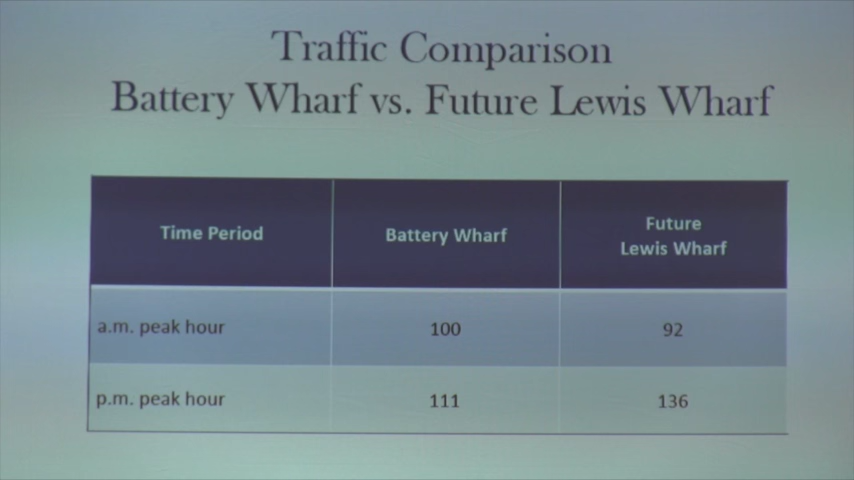 Traffic Comparison
Battery Wharf vs. Future Lewis Wharf
Time Period
Battery Wharf
Future
Lewis Wharf
a.m. peak hour
100
92
p.m. peak hour
111
136